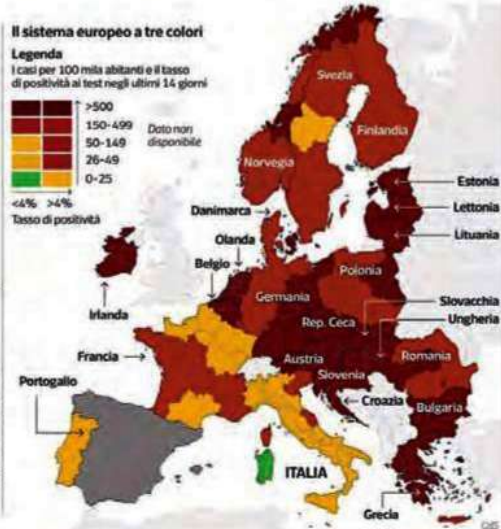 Il sistema europeo a tre colori
Legenda
I casi per 100 mila abitanti e il tasso
di positività ai test negli ultimi 14 giorni
>500
150-499
50-149
26-49
0-25
Dato non
disponibile
<4% >4%
Tasso di positività
Svezia
Finlandia
Norvegia
Estonia
Lettonia
Lituania
Danimarca
Olanda
Belgio
Polonia
Germania
Slovacchia
Ungheria
Irlanda
Rep. Ceca
Francia
Austria
Romania
Slovenia
Portogallo
Croazia
Bulgaria
ITALIA
Grecia